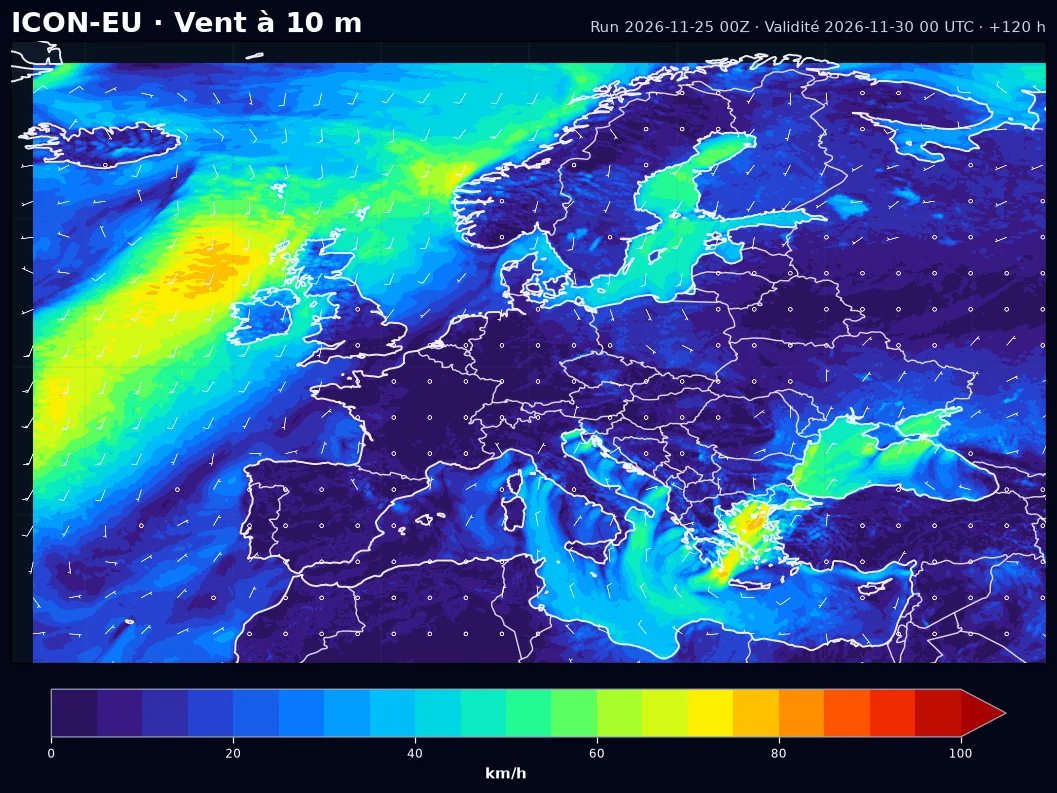 ICON-EU · Vent à 10 m
Run 2026-11-25 00Z · Validité 2026-11-30 00 UTC · +120 h
0 20 40 60 80 100
km/h